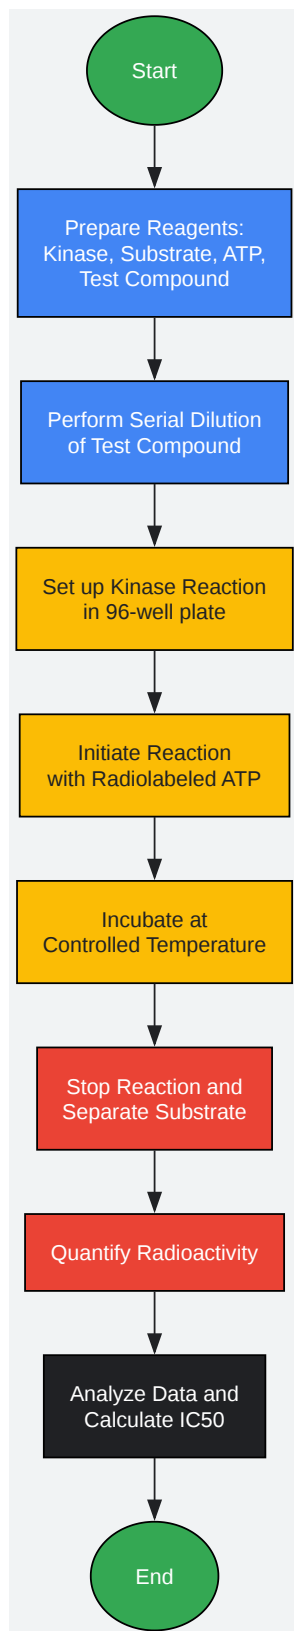 Start
Prepare Reagents:
Kinase, Substrate, ATP,
Test Compound
Perform Serial Dilution
of Test Compound
Set up Kinase Reaction
in 96-well plate
Initiate Reaction
with Radiolabeled ATP
Incubate at
Controlled Temperature
Stop Reaction and
Separate Substrate
Quantify Radioactivity
Analyze Data and
Calculate IC50
End